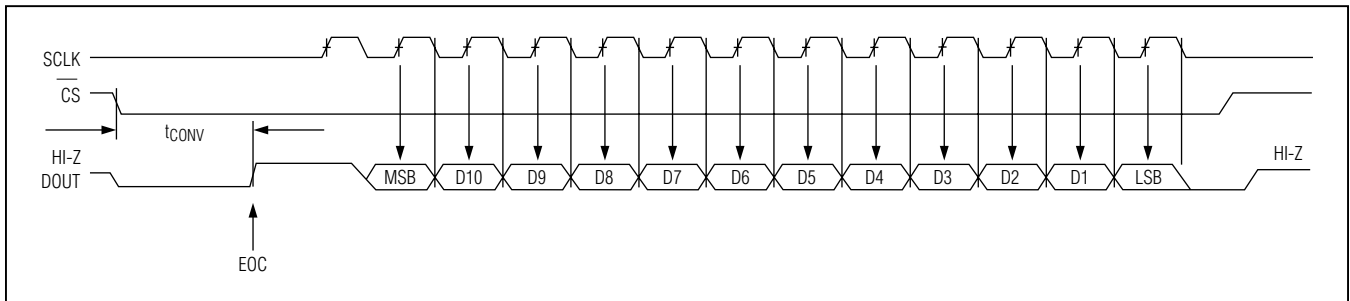 SCLK
CS
tCONV
HI-Z
DOUT
MSB D10 D9 D8 D7 D6 D5 D4 D3 D2 D1 LSB
HI-Z
EOC